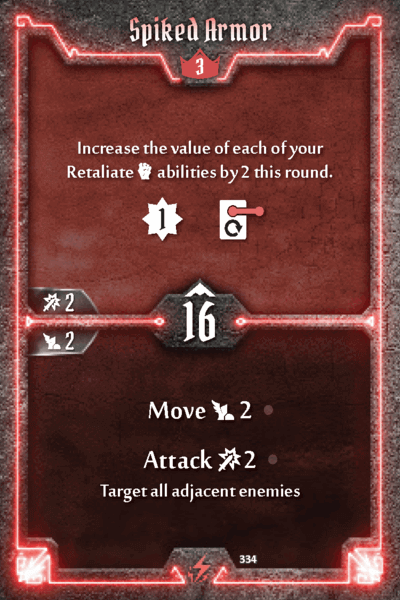 Spiked Armor
3
Increase the value of each of your
Retaliate abilities by 2 this round.
1
2
16
2
Move 2
Attack 2
Target all adjacent enemies
334